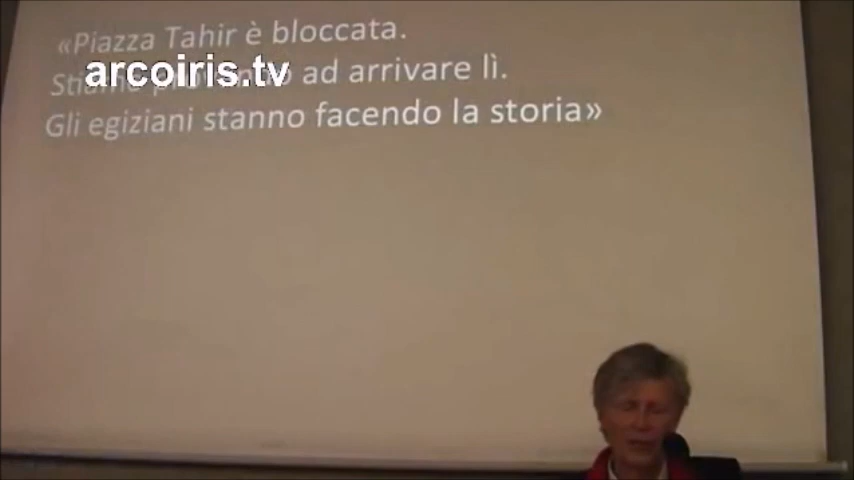 «Piazza Tahir è bloccata.
arcoiris.tv
ad arrivare lì.
Gli egiziani stanno facendo la storia»